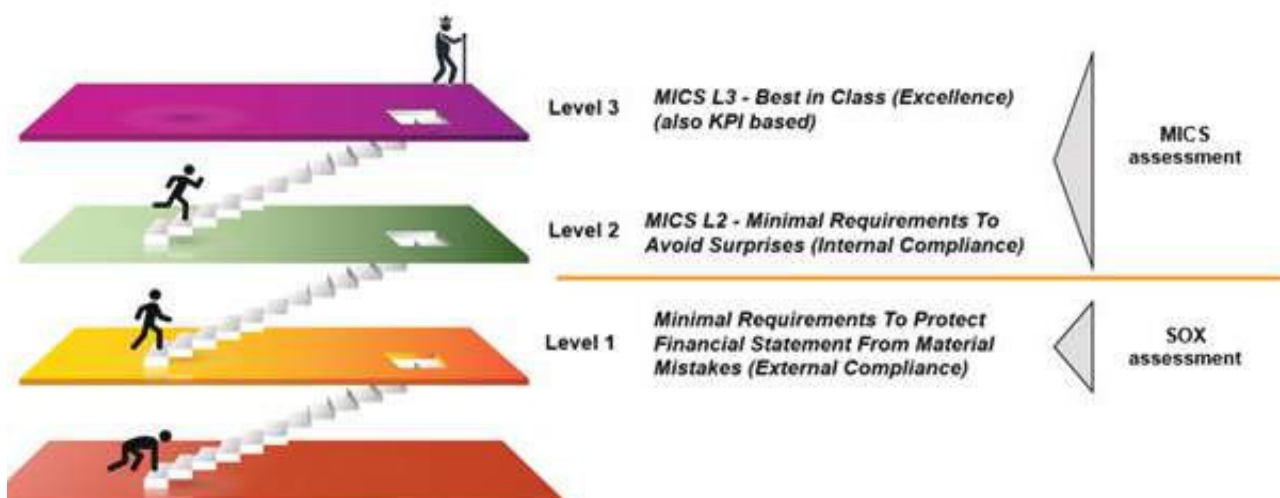 Level 3
MICS L3 - Best in Class (Excellence)
(also KPI based)
MICS
assessment
Level 2
MICS L2 - Minimal Requirements To
Avoid Surprises (Internal Compliance)
Level 1
Minimal Requirements To Protect
Financial Statement From Material
Mistakes (External Compliance)
SOX
assessment